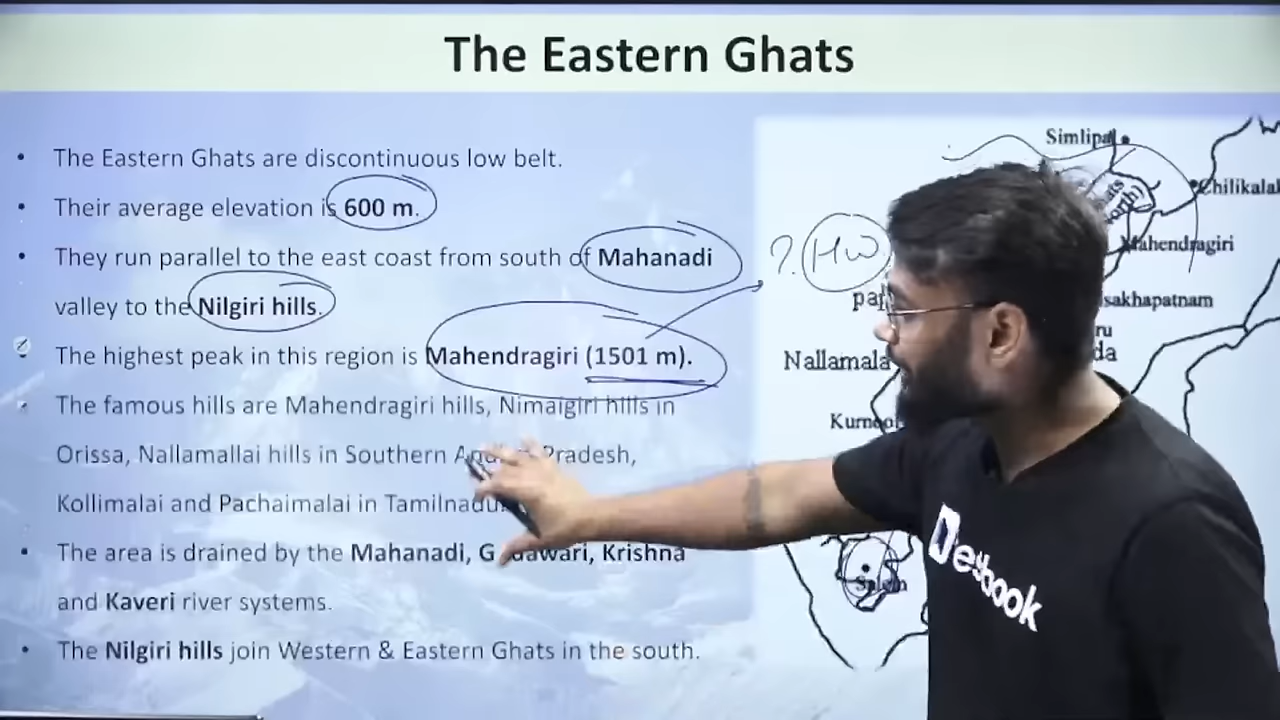 The Eastern Ghats
• The Eastern Ghats are discontinuous low belt.
• Their average elevation is 600 m.
• They run parallel to the east coast from south of Mahanadi
valley to the Nilgiri hills.
• The highest peak in this region is Mahendragiri (1501 m).
• The famous hills are Mahendragiri hills, Nimaigiri hills in
Orissa, Nallamallai hills in Southern Pradesh,
Kollimalai and Pachaimalai in Tamilnadu.
• The area is drained by the Mahanadi, Godawari, Krishna
and Kaveri river systems.
• The Nilgiri hills join Western & Eastern Ghats in the south.
Simlipal
Chilikalak
Mahendragiri
? HW
sakhapatnam
Nallamala
ru
da
Kurnool
Salem
testbook